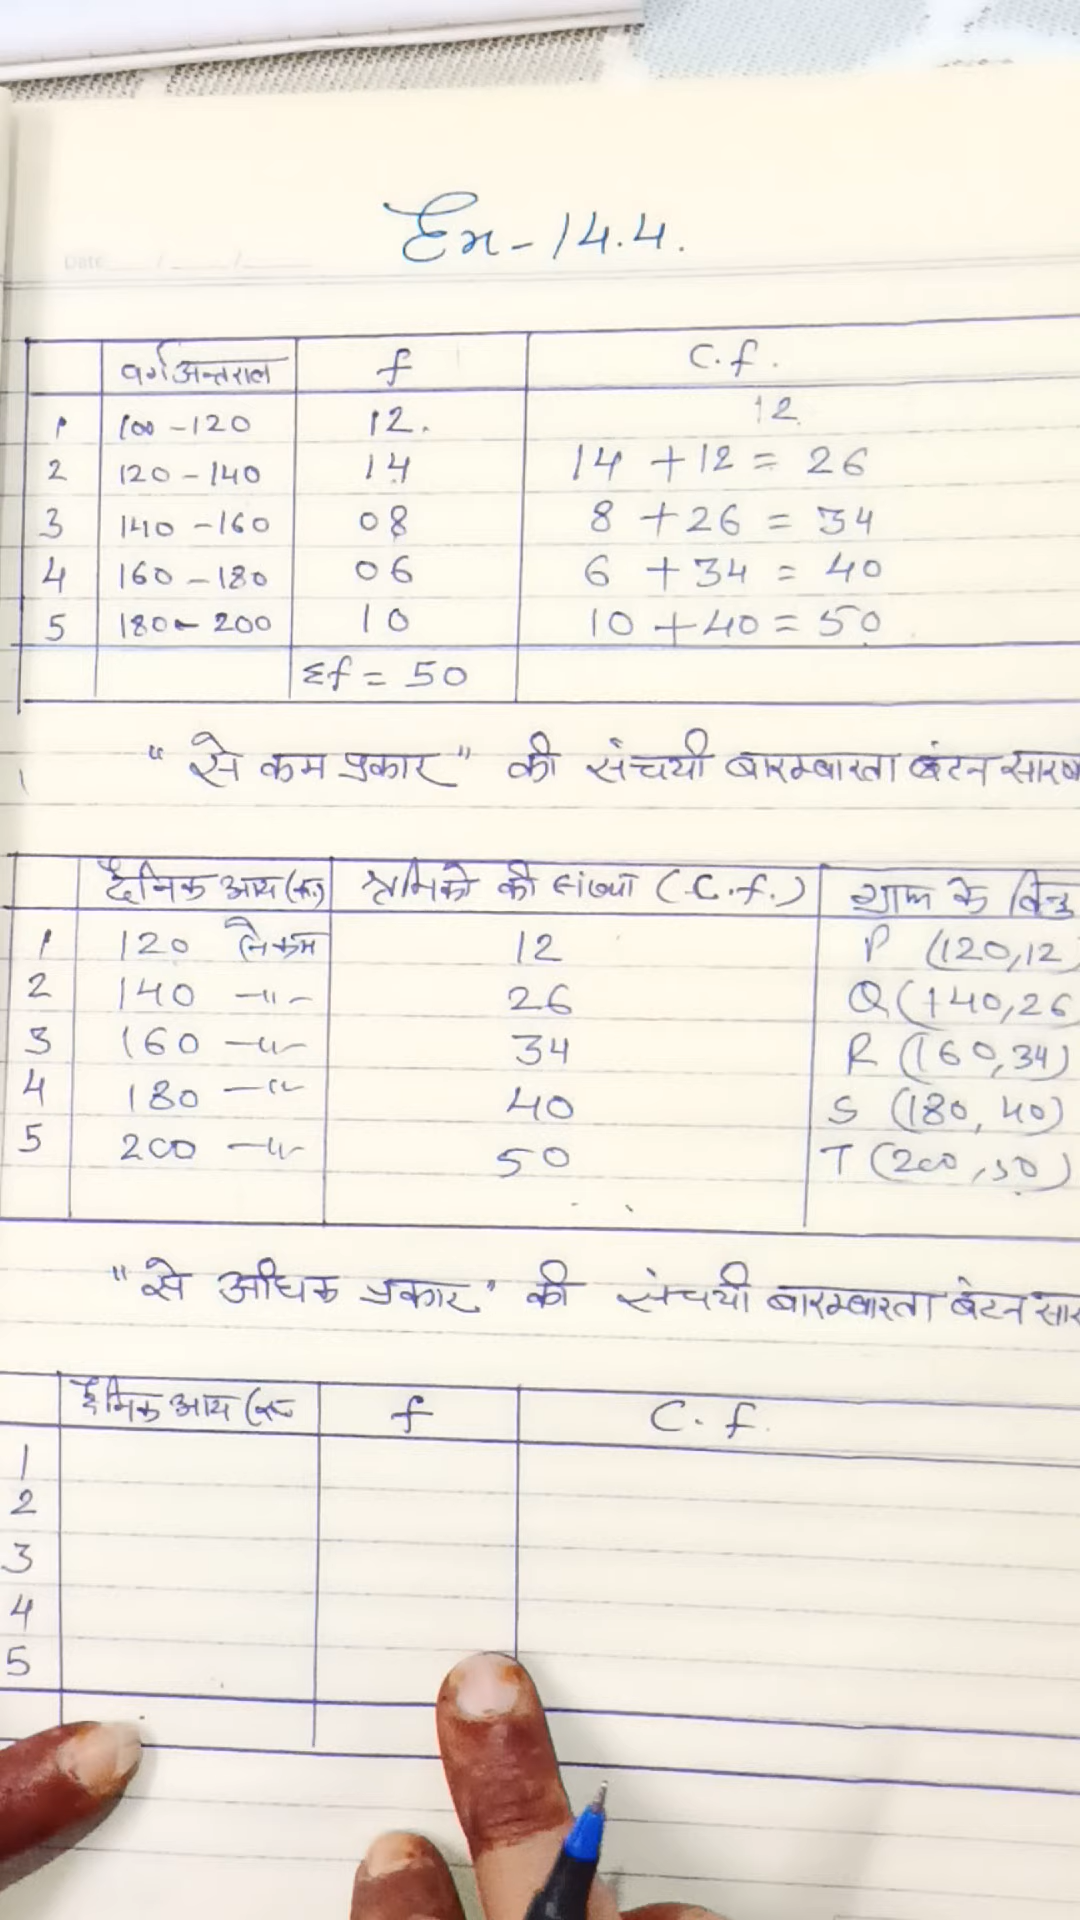 Date
Ex-14.4.
वर्गअन्तराल f C.f.
1 100-120 12. 12
2 120-140 14 14 +12 = 26
3 140-160 08 8 +26 = 34
4 160-180 06 6 +34 = 40
5 180-200 10 10 +40 = 50
Σf = 50
"से कम प्रकार" की संचयी बारम्बारता बंटन
दैनिक आय (रू) श्रमिको की संख्या (C.f.) ग्राफ के
1 120 से कम 12 P (120,12)
2 140 -"- 26 Q (140,26
3 160 -"- 34 R (160,34)
4 180 -"- 40 S (180,40)
5 200 -"- 50 T (200,50)
"से अधिक प्रकार" की संचयी बारम्बारता बंटन
दैनिक आय (रू f C.f.
1
2
3
4
5